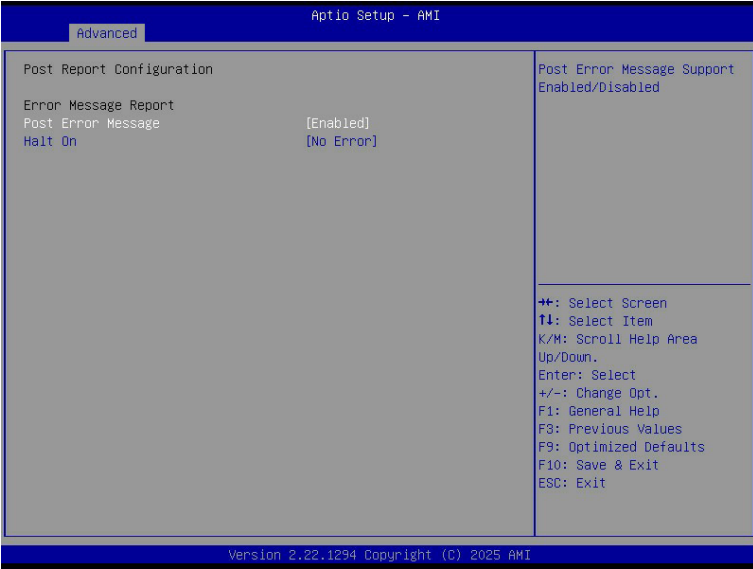 Aptio Setup – AMI
Advanced
Post Report Configuration
Error Message Report
Post Error Message [Enabled]
Halt On [No Error]
Post Error Message Support
Enabled/Disabled
→←: Select Screen
↑↓: Select Item
K/M: Scroll Help Area
Up/Down.
Enter: Select
+/-: Change Opt.
F1: General Help
F3: Previous Values
F9: Optimized Defaults
F10: Save & Exit
ESC: Exit
Version 2.22.1294 Copyright (C) 2025 AMI